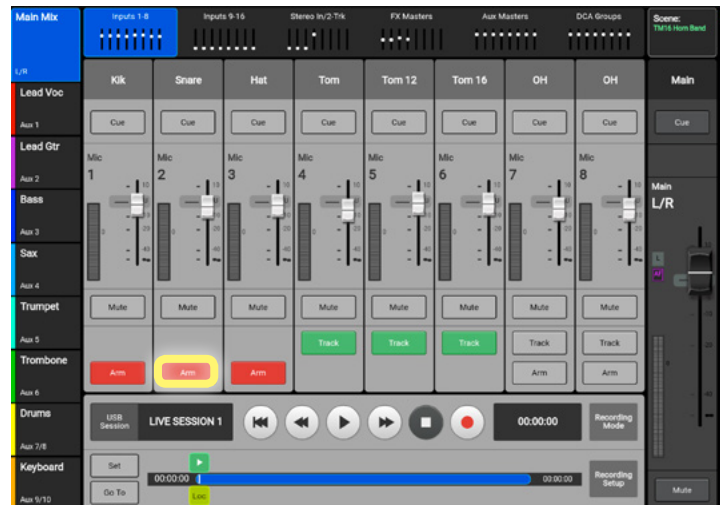 Main Mix
L/R
Inputs 1-8
Inputs 9-16
Stereo In/2-Trk
FX Masters
Aux Masters
DCA Groups
Scene:
TM16 Horn Band
Lead Voc
Aux 1
Lead Gtr
Aux 2
Bass
Aux 3
Sax
Aux 4
Trumpet
Aux 5
Trombone
Aux 6
Drums
Aux 7/8
Keyboard
Aux 9/10
Kik Snare Hat Tom Tom 12 Tom 16 OH OH Main
Cue Cue Cue Cue Cue Cue Cue Cue Cue
Mic Mic Mic Mic Mic Mic Mic Mic
1 2 3 4 5 6 7 8
Main
L/R
L
Mute Mute Mute Mute Mute Mute Mute Mute
Track Track Track Track Track
Arm Arm Arm Arm Arm
USB
Session
LIVE SESSION 1
00:00:00
Recording
Mode
Set
Go To
00:00:00
Loc
00:00:00
Recording
Setup
Mute